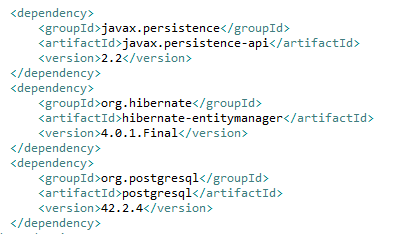 <dependency>
    <groupId>javax.persistence</groupId>
    <artifactId>javax.persistence-api</artifactId>
    <version>2.2</version>
</dependency>
<dependency>
    <groupId>org.hibernate</groupId>
    <artifactId>hibernate-entitymanager</artifactId>
    <version>4.0.1.Final</version>
</dependency>
<dependency>
    <groupId>org.postgresql</groupId>
    <artifactId>postgresql</artifactId>
    <version>42.2.4</version>
</dependency>